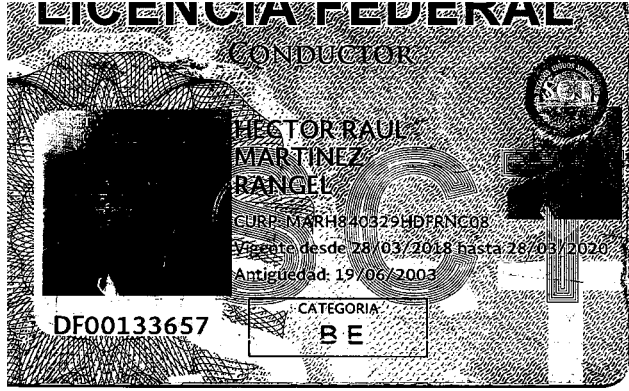 LICENCIA FEDERAL
CONDUCTOR
SCT
HECTOR RAUL
MARTINEZ
RANGEL
CURP: MARH840329HDFRNC08
Vigente desde 28/03/2018 hasta 28/03/2020
Antigüedad: 19/06/2003
CATEGORIA
B E
DF00133657